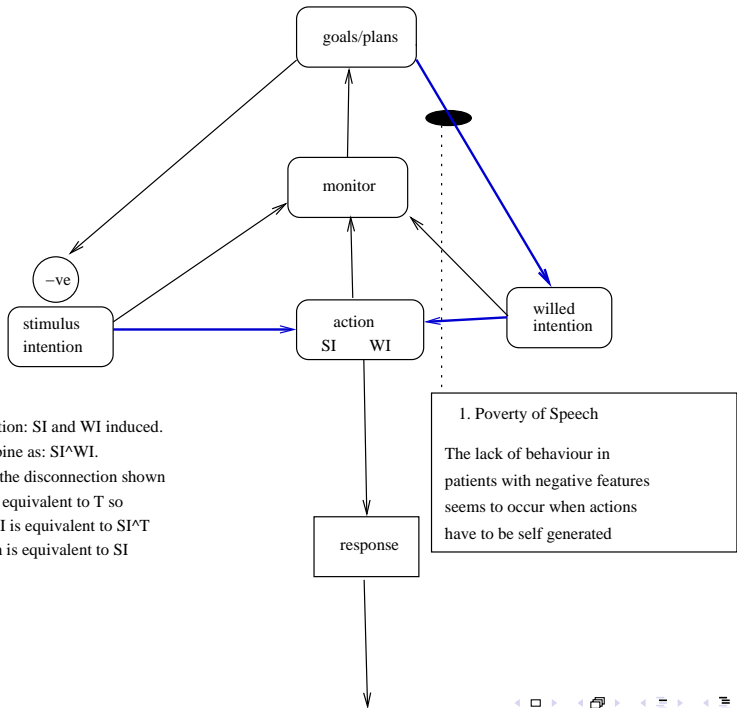 goals/plans
monitor
−ve
stimulus
intention
action
SI WI
willed
intention
tion: SI and WI induced.
bine as: SI^WI.
the disconnection shown
equivalent to T so
I is equivalent to SI^T
n is equivalent to SI
1. Poverty of Speech
The lack of behaviour in
patients with negative features
seems to occur when actions
have to be self generated
response